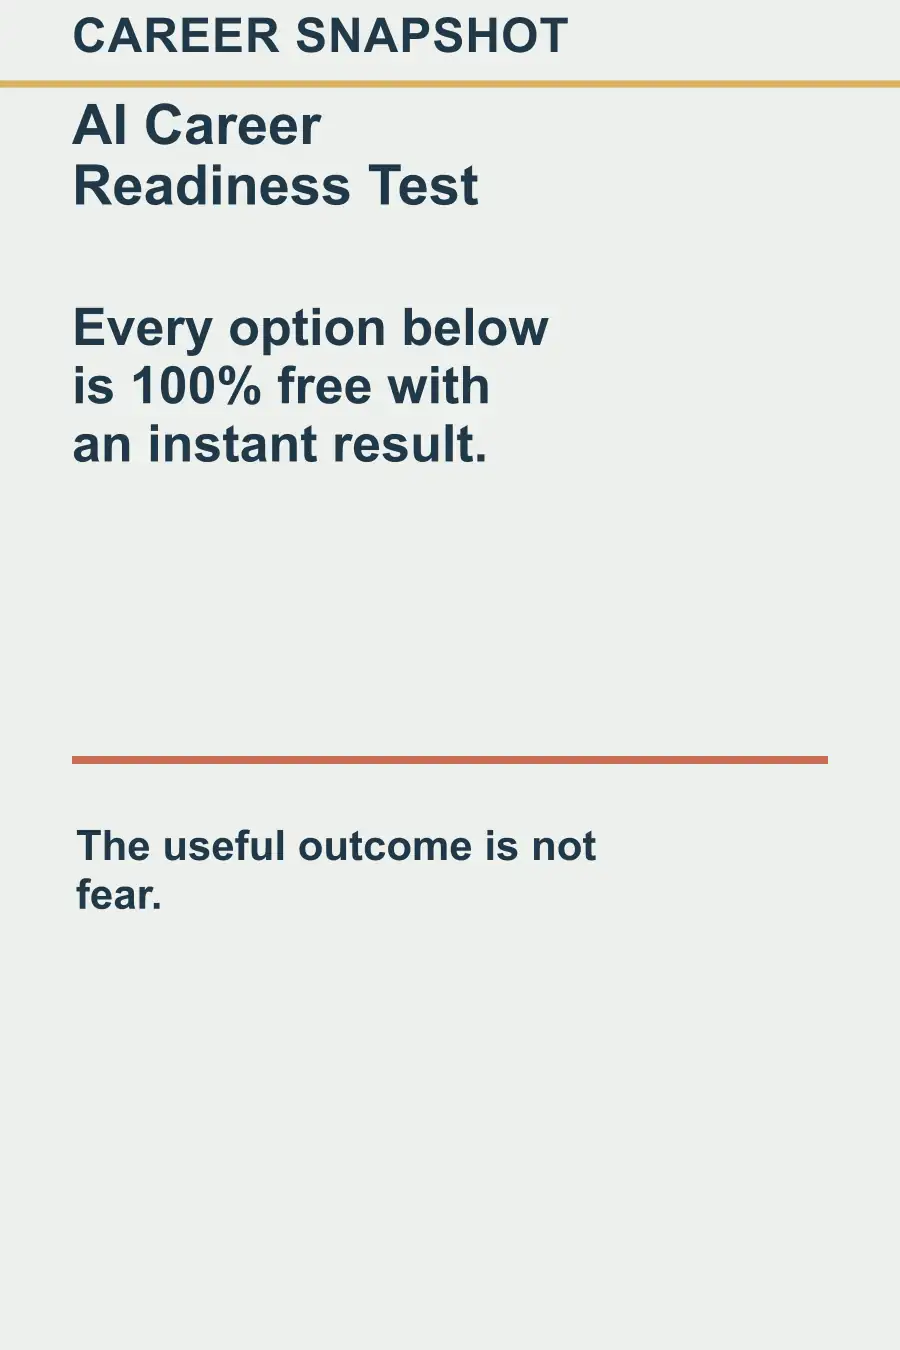 CAREER SNAPSHOT
AI Career
Readiness Test
Every option below
is 100% free with
an instant result.
The useful outcome is not
fear.